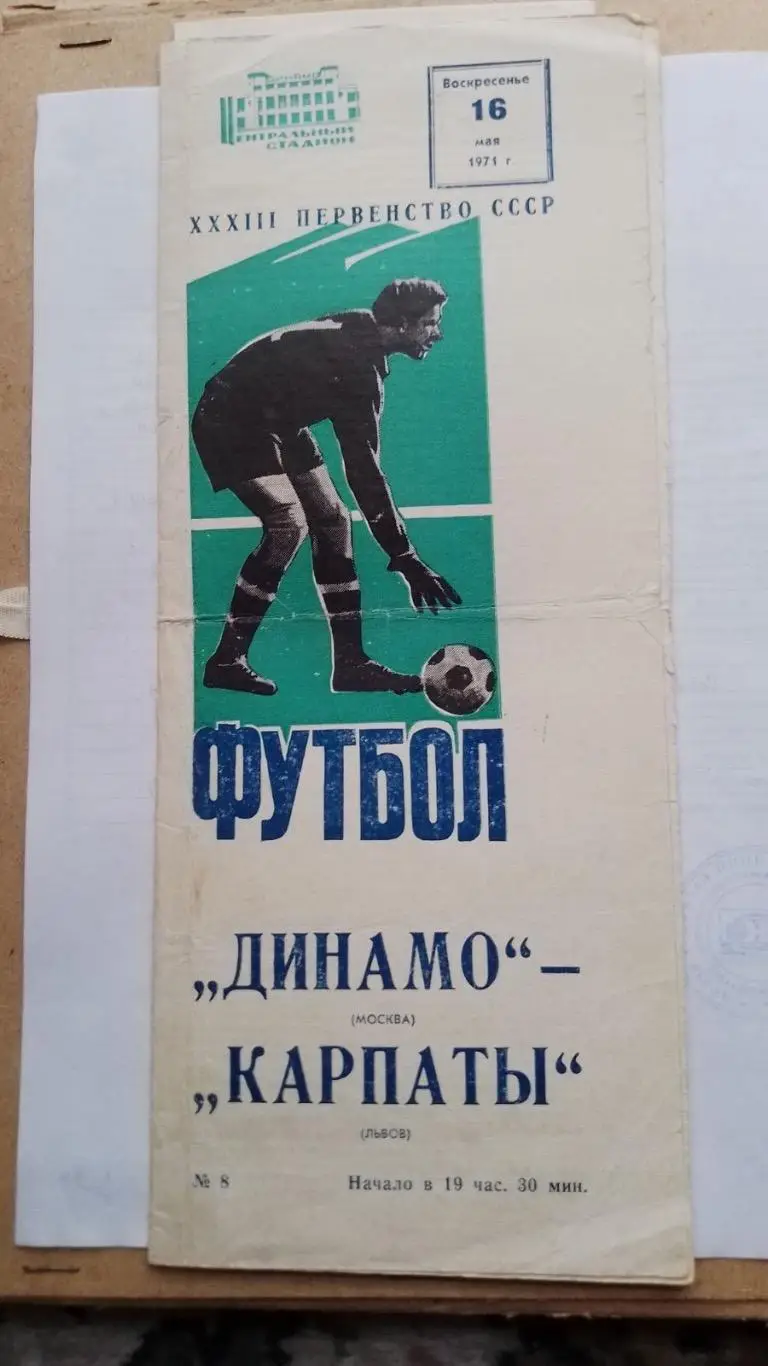 ЦЕНТРАЛЬНЫЙ
СТАДИОН
Воскресенье
16
мая
1971 г.
XXXIII ПЕРВЕНСТВО СССР
ФУТБОЛ
„ДИНАМО“ –
(МОСКВА)
„КАРПАТЫ“
(ЛЬВОВ)
№ 8 Начало в 19 час. 30 мин.